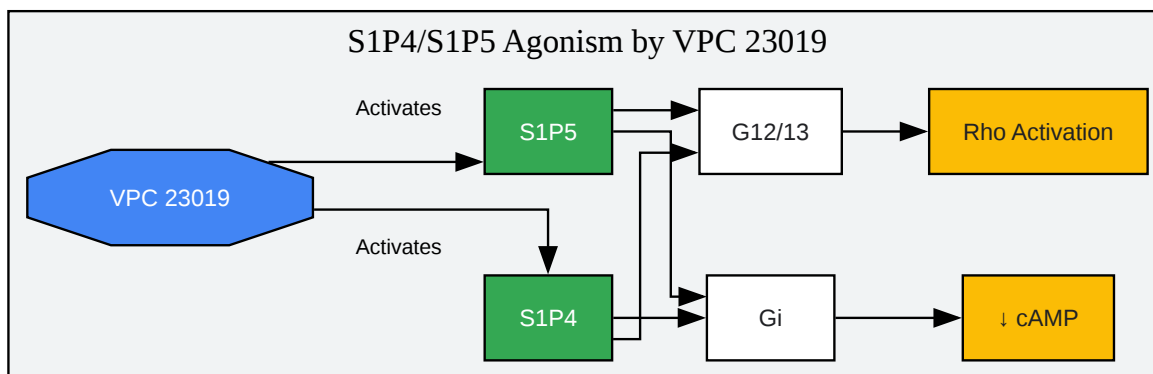 S1P4/S1P5 Agonism by VPC 23019
Activates
S1P5
G12/13
Rho Activation
VPC 23019
Activates
S1P4
Gi
↓ cAMP